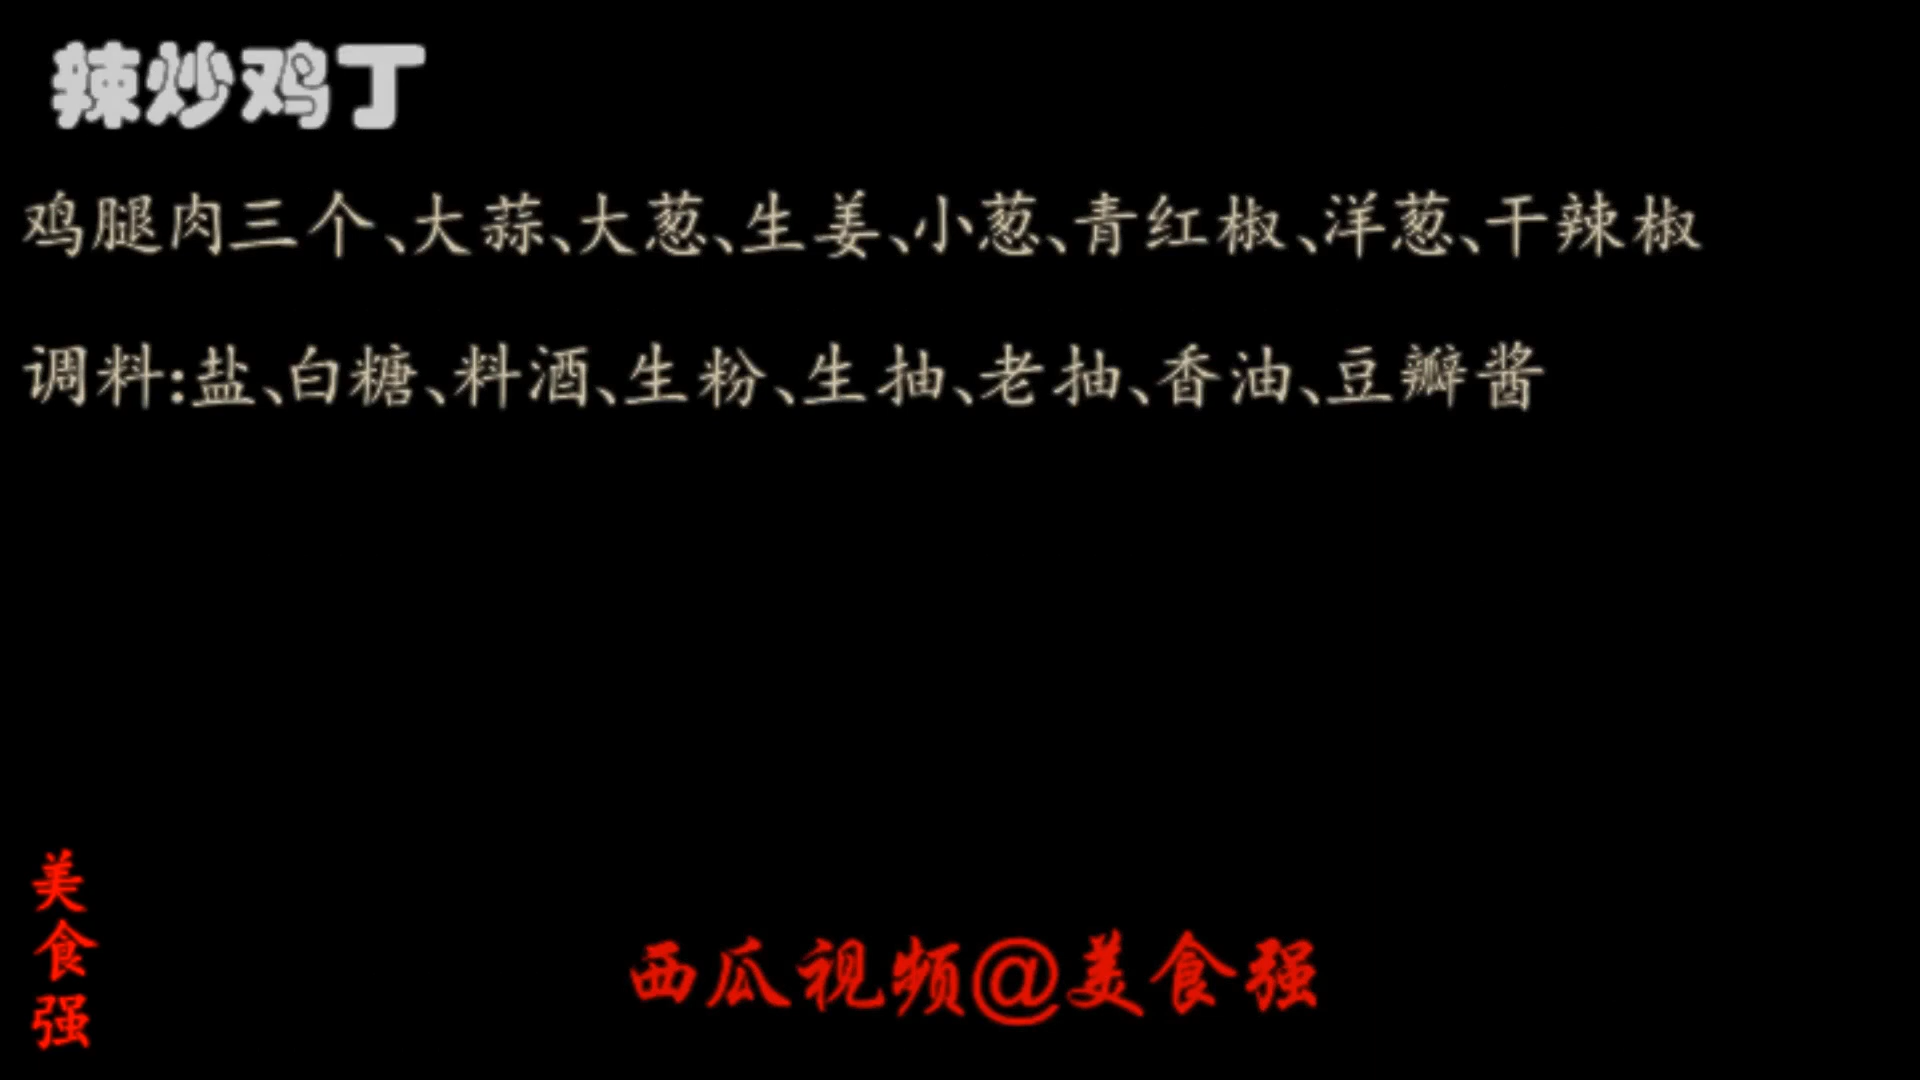 辣炒鸡丁
鸡腿肉三个、大蒜、大葱、生姜、小葱、青红椒、洋葱、干辣椒
调料:盐、白糖、料酒、生粉、生抽、老抽、香油、豆瓣酱
美食强
西瓜视频@美食强